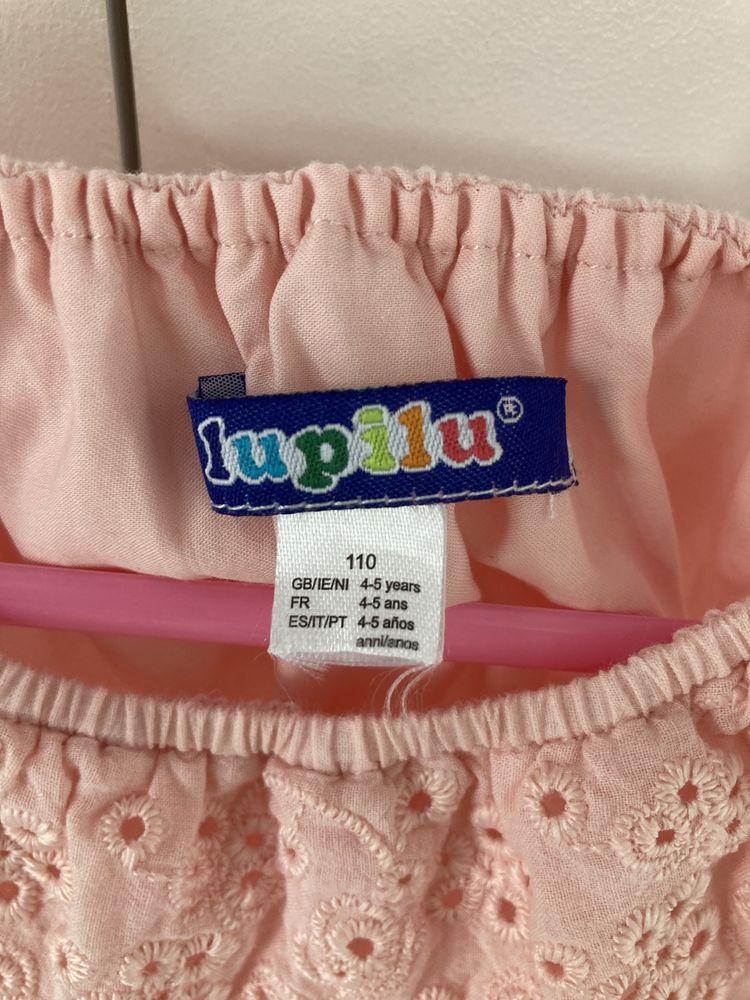 lupilu®
110
GB/IE/NI 4-5 years
FR 4-5 ans
ES/IT/PT 4-5 años
anni/anos